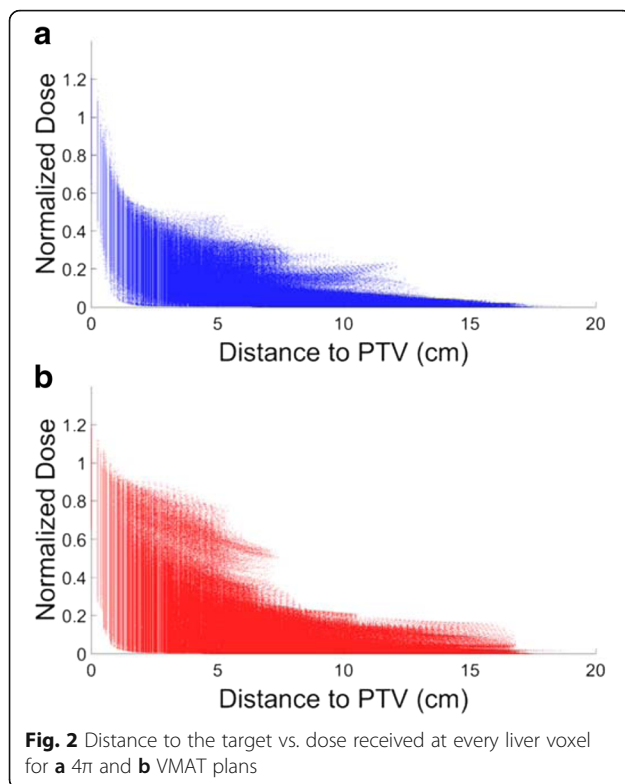 a
Normalized Dose
1.2
1
0.8
0.6
0.4
0.2
0
0 5 10 15 20
Distance to PTV (cm)
b
Normalized Dose
1.2
1
0.8
0.6
0.4
0.2
0
0 5 10 15 20
Distance to PTV (cm)
Fig. 2 Distance to the target vs. dose received at every liver voxel
for a 4π and b VMAT plans